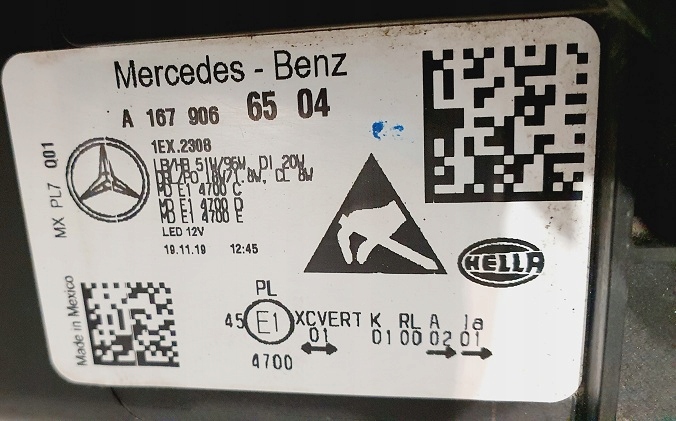 Mercedes - Benz
A 167 906 65 04
MX PL7 Q01
1EX.2308
LB/HB 51W/96W, DI 20W
DRL/PO 18W/1.8W, CL 8W
MD E1 4700 C
MD E1 4700 D
MD E1 4700 E
LED 12V
19.11.19 12:45
HELLA
Made in Mexico
PL
45 E1 XCVERT K RL A Ia
01 01 00 02 01
4700